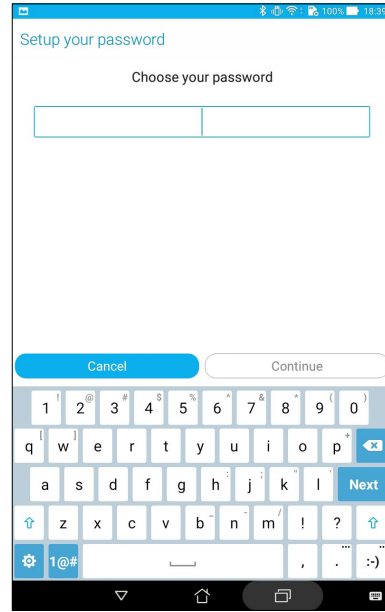 100% 18:39
Setup your password
Choose your password
Cancel Continue
1 ! 2 @ 3 # 4 $ 5 % 6 ^ 7 & 8 * 9 ( 0 )
q [ w ] e r t y u i o p +
a s d f g h : j ; k " l ' Next
z x c v b _ n - m / ! ?
1@# , . ... :-)